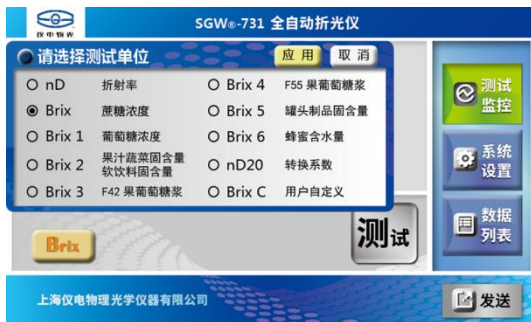 仪电物光
SGW®-731 全自动折光仪
请选择测试单位
应用
取消
nD 折射率
Brix 蔗糖浓度
Brix 1 葡萄糖浓度
Brix 2 果汁蔬菜固含量
软饮料固含量
Brix 3 F42 果葡萄糖浆
Brix 4 F55 果葡萄糖浆
Brix 5 罐头制品固含量
Brix 6 蜂蜜含水量
nD20 转换系数
Brix C 用户自定义
Brix
测试
测试
监控
系统
设置
数据
列表
上海仪电物理光学仪器有限公司
发送